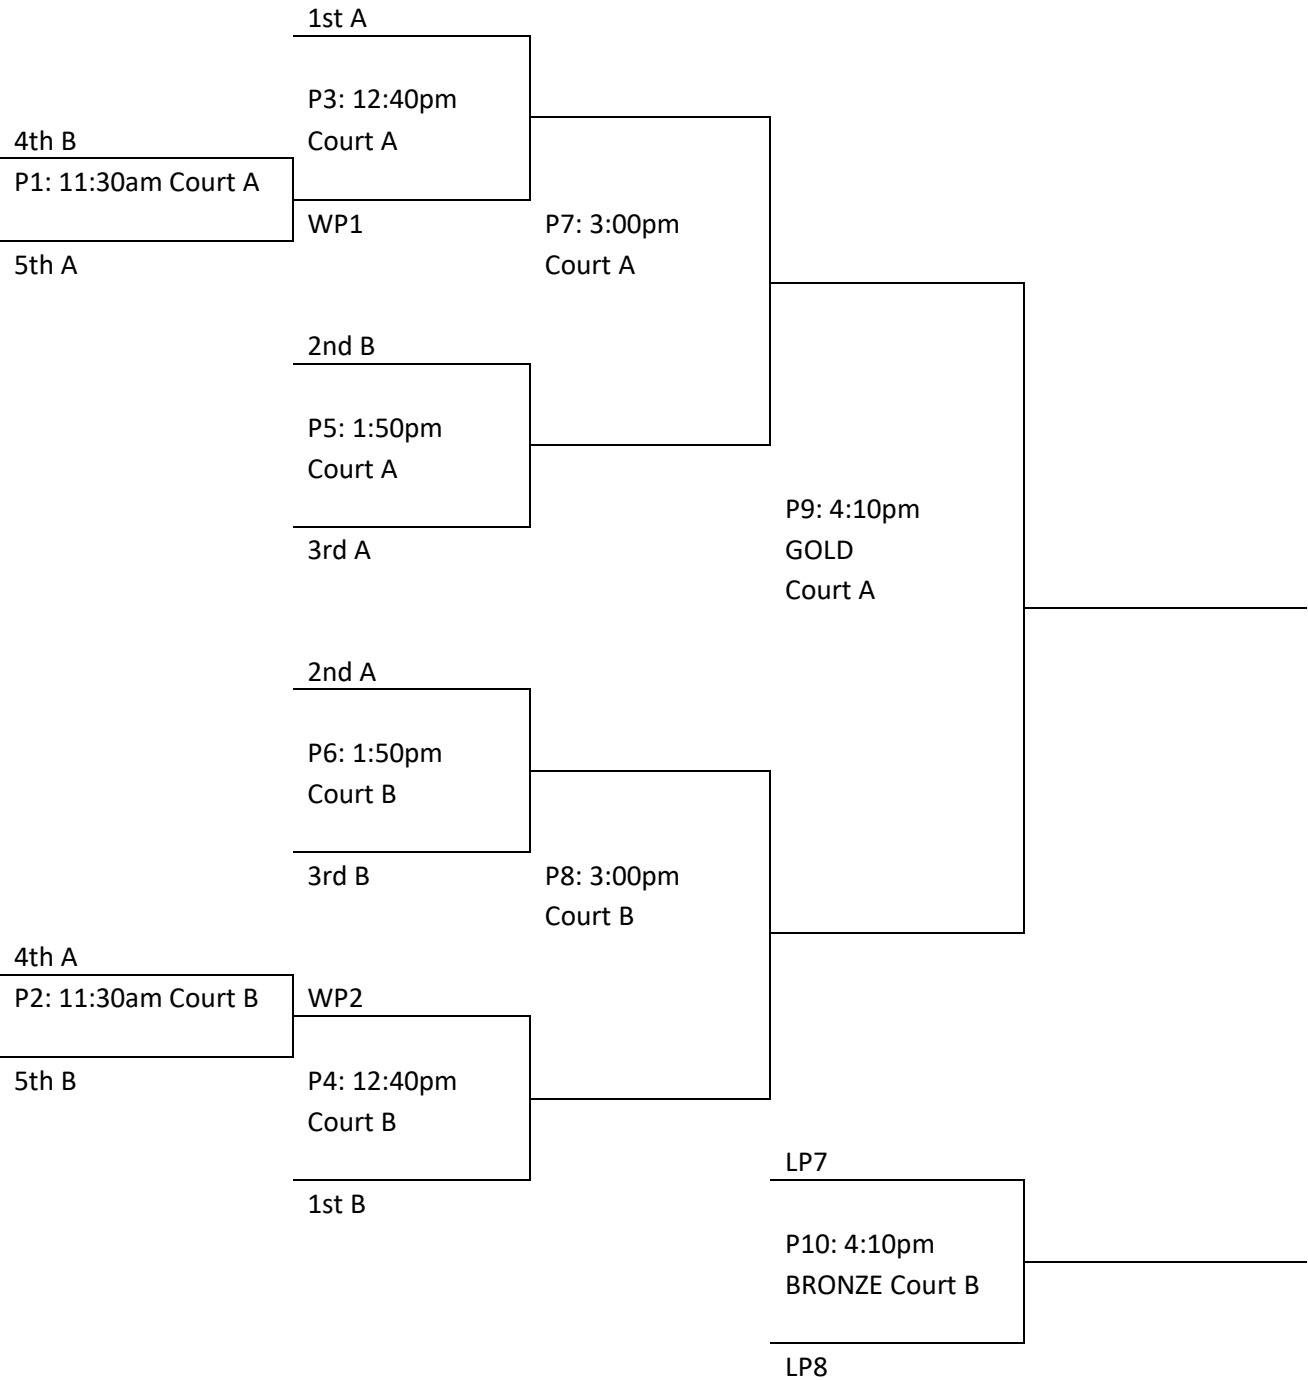 1st A
P3: 12:40pm
Court A
4th B
P1: 11:30am Court A
5th A
WP1
P7: 3:00pm
Court A
2nd B
P5: 1:50pm
Court A
3rd A
P9: 4:10pm
GOLD
Court A
2nd A
P6: 1:50pm
Court B
3rd B
P8: 3:00pm
Court B
4th A
P2: 11:30am Court B
5th B
WP2
P4: 12:40pm
Court B
1st B
LP7
P10: 4:10pm
BRONZE Court B
LP8